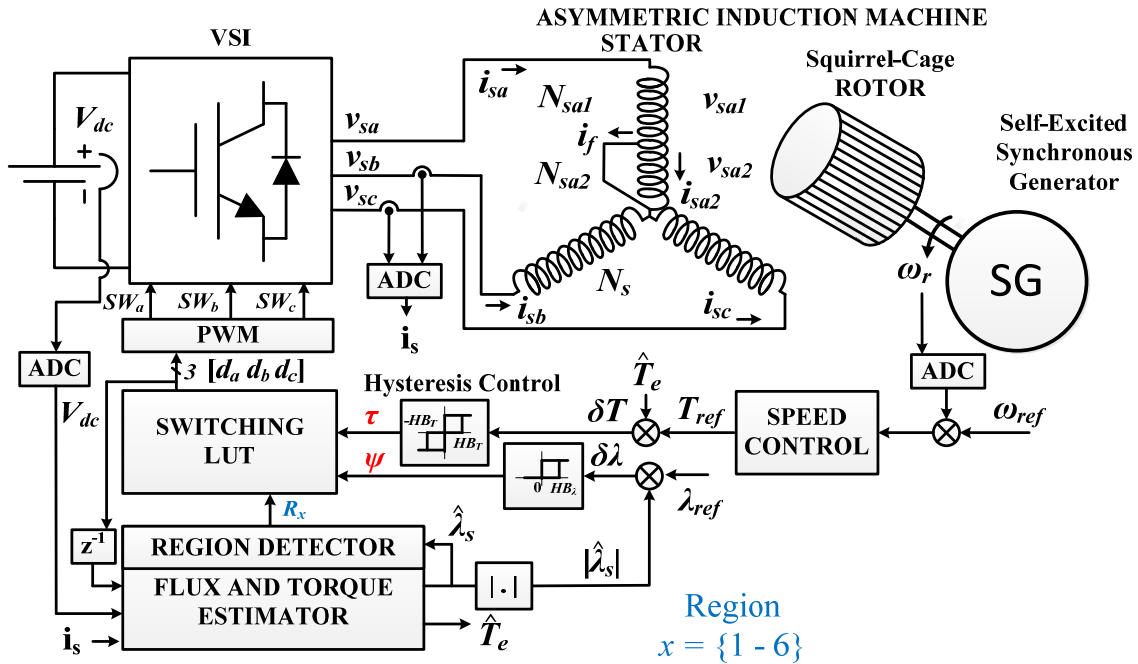 ASYMMETRIC INDUCTION MACHINE
STATOR
VSI
Squirrel-Cage
ROTOR
Self-Excited
Synchronous
Generator
V_dc
+
-
v_sa
v_sb
v_sc
i_sa
N_sa1
v_sa1
i_f
N_sa2
v_sa2
i_sa2
N_s
i_sb
i_sc
ω_r
SG
ADC
i_s
SW_a SW_b SW_c
PWM
ADC
V_dc
3 [d_a d_b d_c]
SWITCHING
LUT
Hysteresis Control
τ
ψ
-HB_T
HB_T
0 HB_λ
δT
T̂_e
T_ref
δλ
λ_ref
SPEED
CONTROL
ADC
ω_ref
R_x
z⁻¹
REGION DETECTOR
FLUX AND TORQUE
ESTIMATOR
λ̂_s
|.|
|λ̂_s|
T̂_e
i_s
Region
x = {1 - 6}